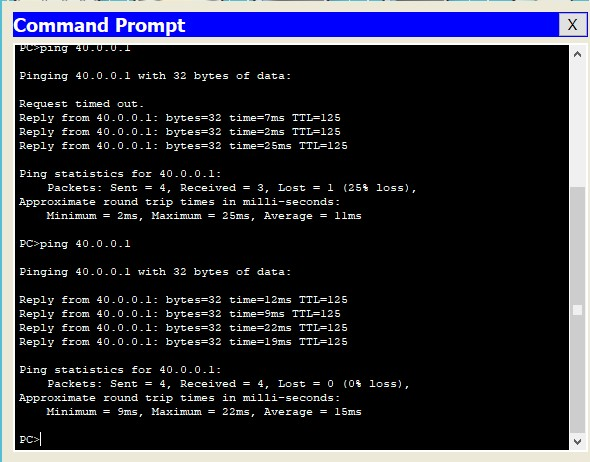 Command Prompt X
PC>ping 40.0.0.1
Pinging 40.0.0.1 with 32 bytes of data:
Request timed out.
Reply from 40.0.0.1: bytes=32 time=7ms TTL=125
Reply from 40.0.0.1: bytes=32 time=2ms TTL=125
Reply from 40.0.0.1: bytes=32 time=25ms TTL=125
Ping statistics for 40.0.0.1:
Packets: Sent = 4, Received = 3, Lost = 1 (25% loss),
Approximate round trip times in milli-seconds:
Minimum = 2ms, Maximum = 25ms, Average = 11ms
PC>ping 40.0.0.1
Pinging 40.0.0.1 with 32 bytes of data:
Reply from 40.0.0.1: bytes=32 time=12ms TTL=125
Reply from 40.0.0.1: bytes=32 time=9ms TTL=125
Reply from 40.0.0.1: bytes=32 time=22ms TTL=125
Reply from 40.0.0.1: bytes=32 time=19ms TTL=125
Ping statistics for 40.0.0.1:
Packets: Sent = 4, Received = 4, Lost = 0 (0% loss),
Approximate round trip times in milli-seconds:
Minimum = 9ms, Maximum = 22ms, Average = 15ms
PC>